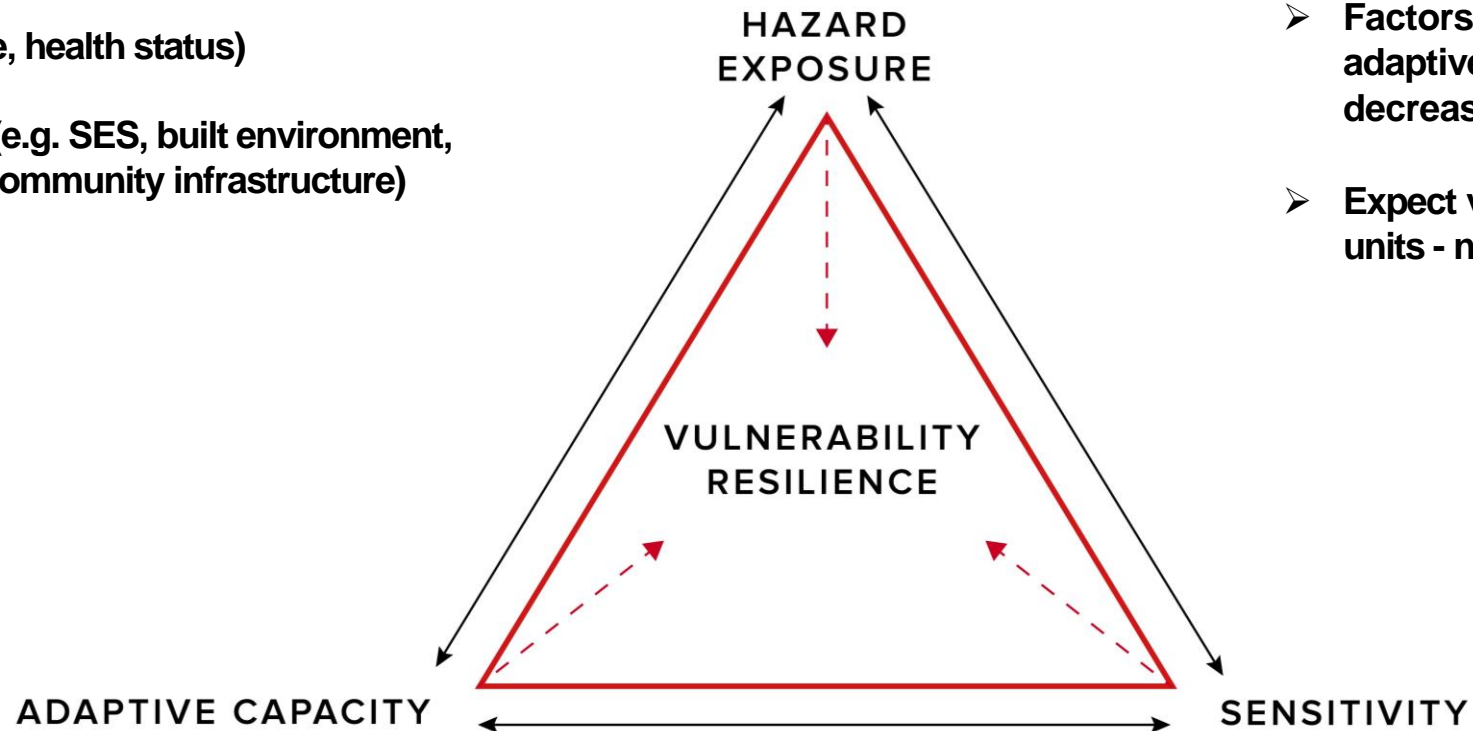 e, health status)
(e.g. SES, built environment,
ommunity infrastructure)
HAZARD
EXPOSURE
➢ Factors
adaptive
decreas
➢ Expect v
units - n
VULNERABILITY
RESILIENCE
ADAPTIVE CAPACITY
SENSITIVITY